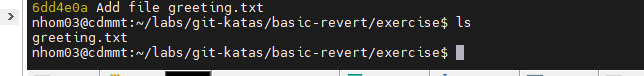 6dd4e0a Add file greeting.txt
nhom03@cdmmt:~/labs/git-katas/basic-revert/exercise$ ls
greeting.txt
nhom03@cdmmt:~/labs/git-katas/basic-revert/exercise$